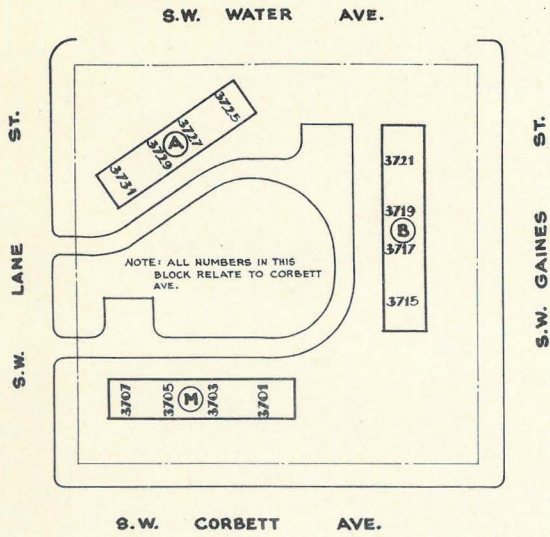 S.W. WATER AVE.
S.W. LANE ST.
S.W. GAINES ST.
3725
3727
A
3729
3731
3721
3719
B
3717
3715
NOTE: ALL NUMBERS IN THIS
BLOCK RELATE TO CORBETT
AVE.
3707
3705
M
3703
3701
S.W. CORBETT AVE.